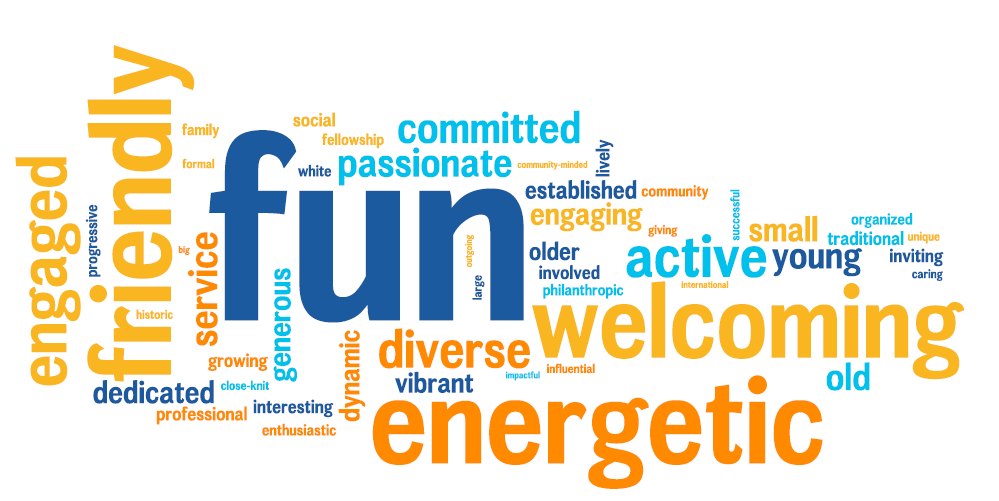 friendly
engaged
progressive
family
formal
big
historic
service
social
fellowship
white
fun
committed
passionate
community-minded
lively
established
community
engaging
giving
successful
small
organized
traditional
unique
outgoing
large
older
involved
philanthropic
active
young
inviting
caring
international
generous
welcoming
growing
dynamic
diverse
influential
impactful
vibrant
old
dedicated
close-knit
professional
interesting
enthusiastic
energetic